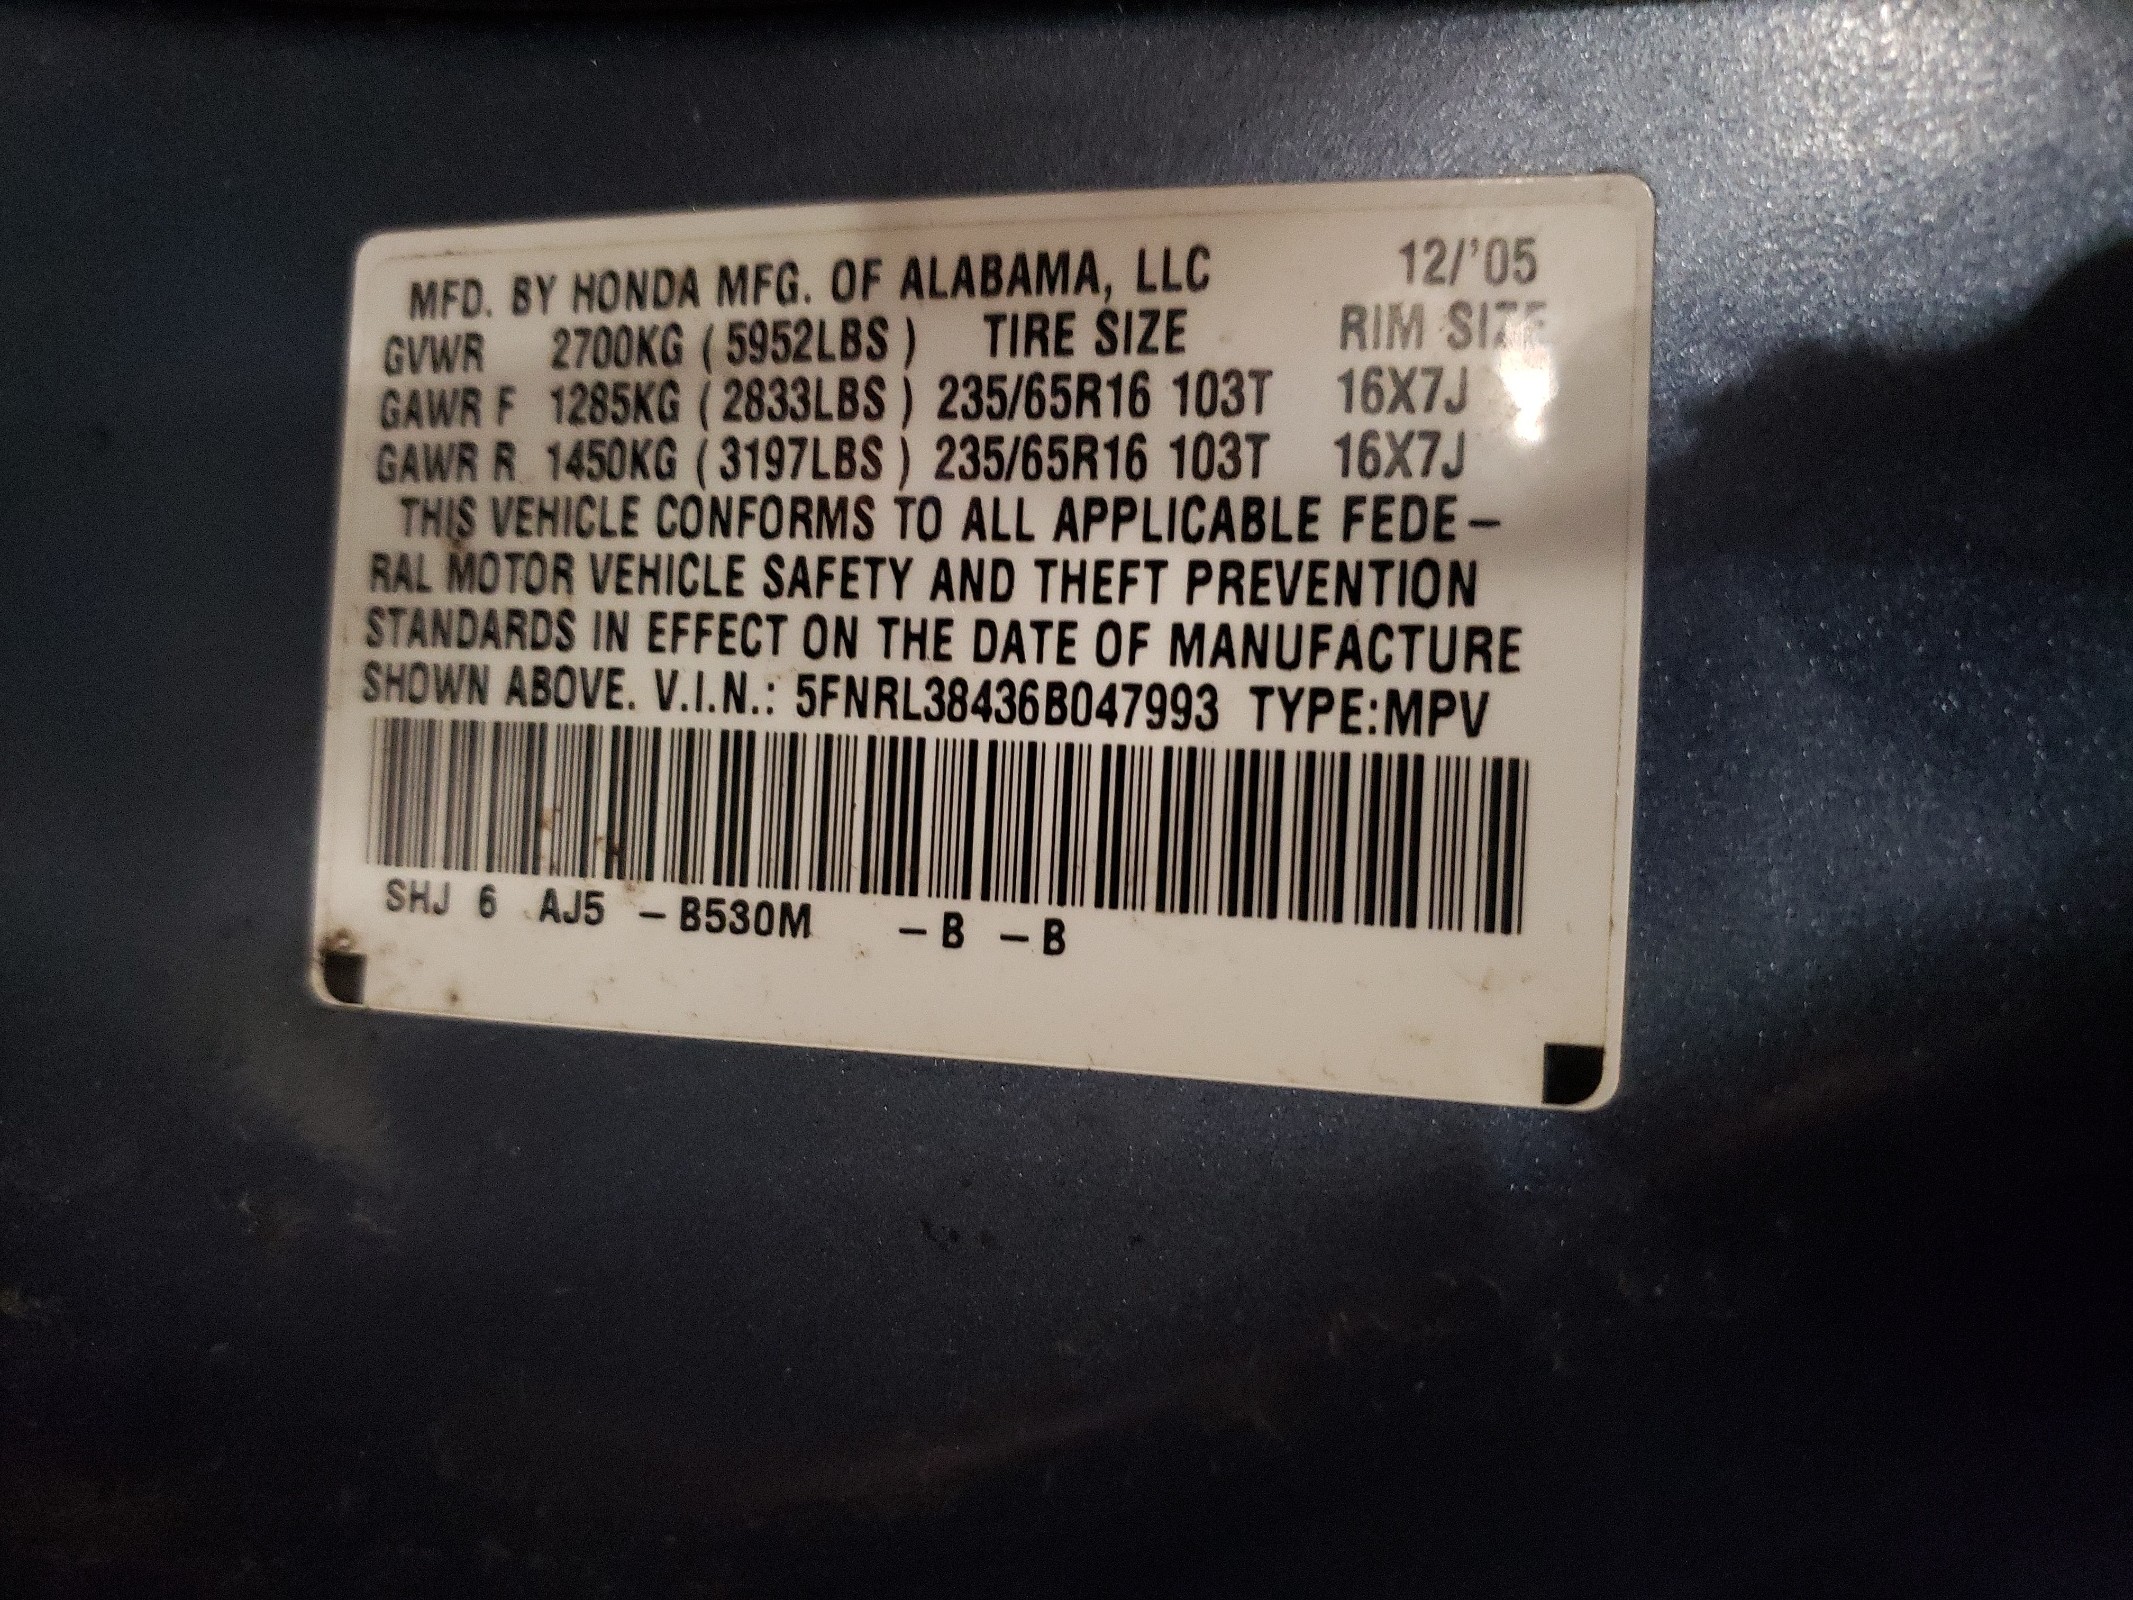 MFD. BY HONDA MFG. OF ALABAMA, LLC 12/'05
GVWR 2700KG (5952LBS) TIRE SIZE RIM SIZE
GAWR F 1285KG (2833LBS) 235/65R16 103T 16X7J
GAWR R 1450KG (3197LBS) 235/65R16 103T 16X7J
THIS VEHICLE CONFORMS TO ALL APPLICABLE FEDE-
RAL MOTOR VEHICLE SAFETY AND THEFT PREVENTION
STANDARDS IN EFFECT ON THE DATE OF MANUFACTURE
SHOWN ABOVE. V.I.N.: 5FNRL38436B047993 TYPE:MPV
SHJ 6 AJ5 -B530M -B -B